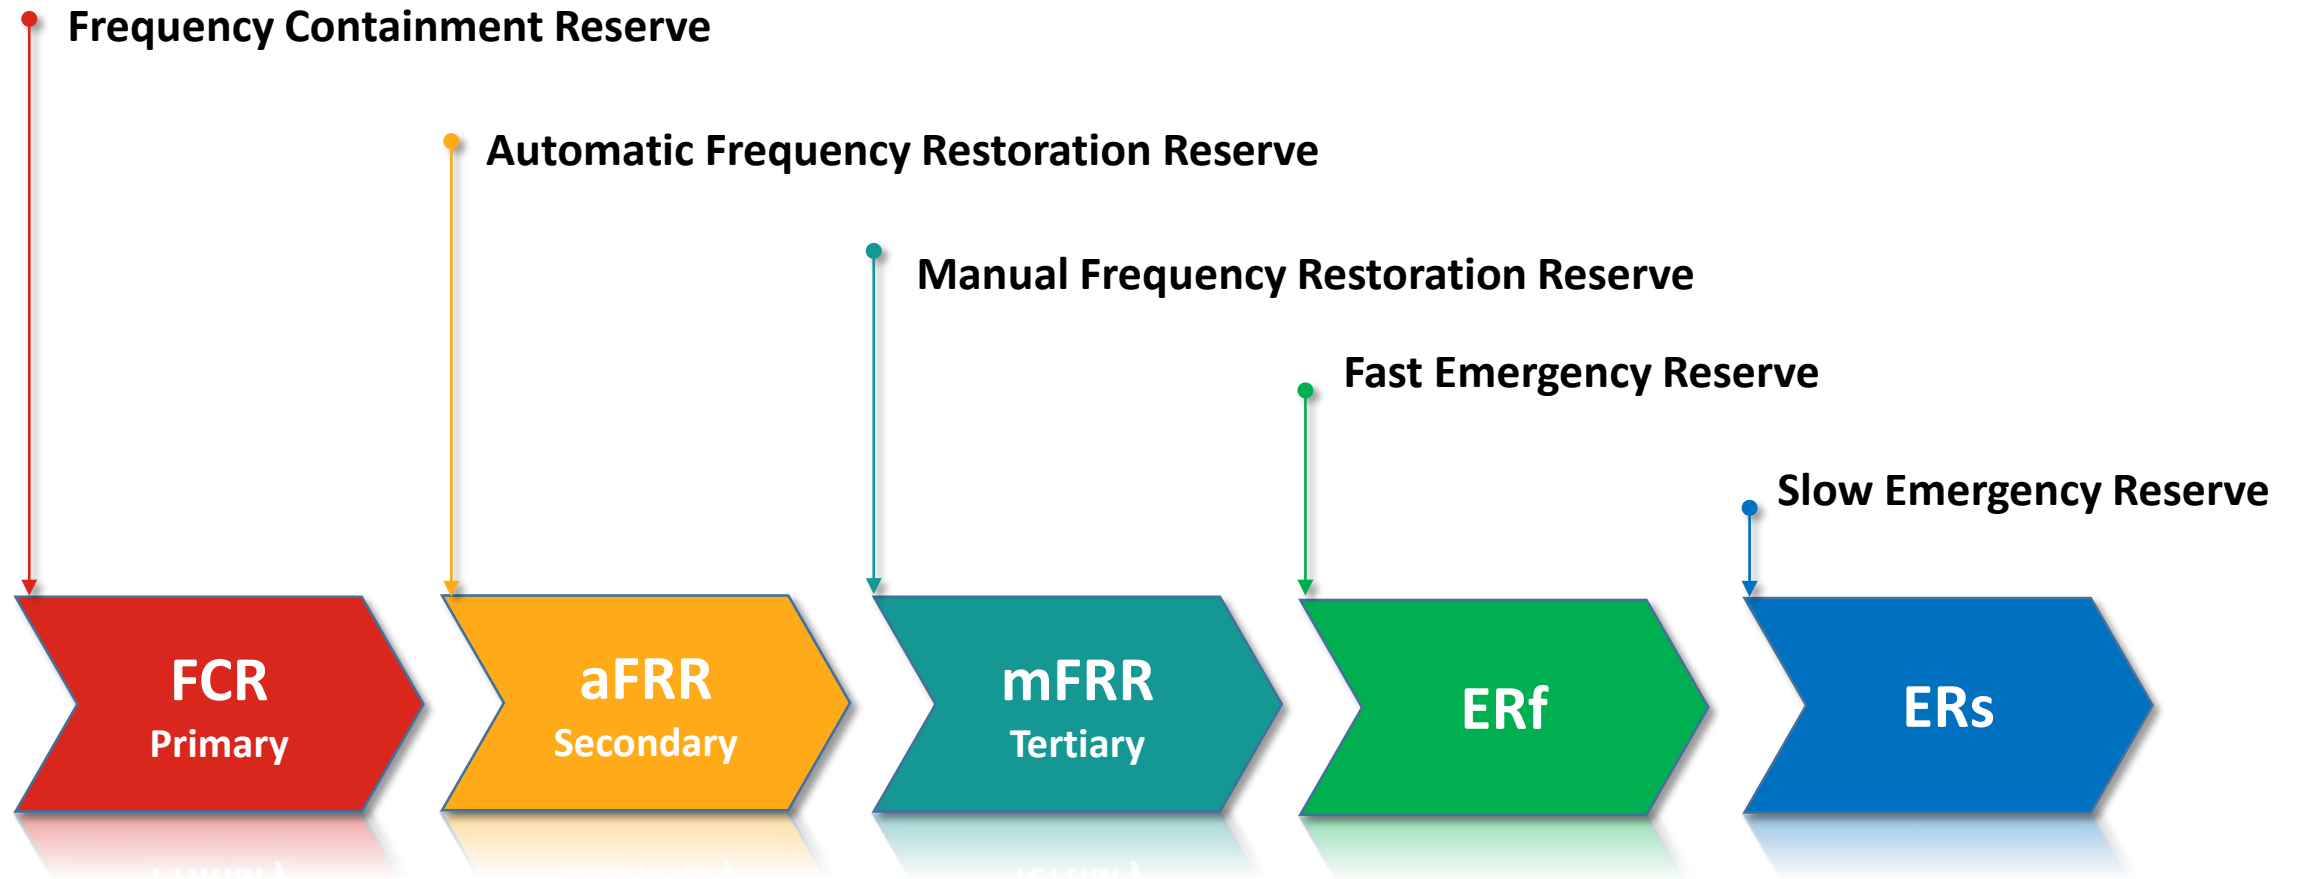 Frequency Containment Reserve
Automatic Frequency Restoration Reserve
Manual Frequency Restoration Reserve
Fast Emergency Reserve
Slow Emergency Reserve
FCR
Primary
aFRR
Secondary
mFRR
Tertiary
ERf
ERs